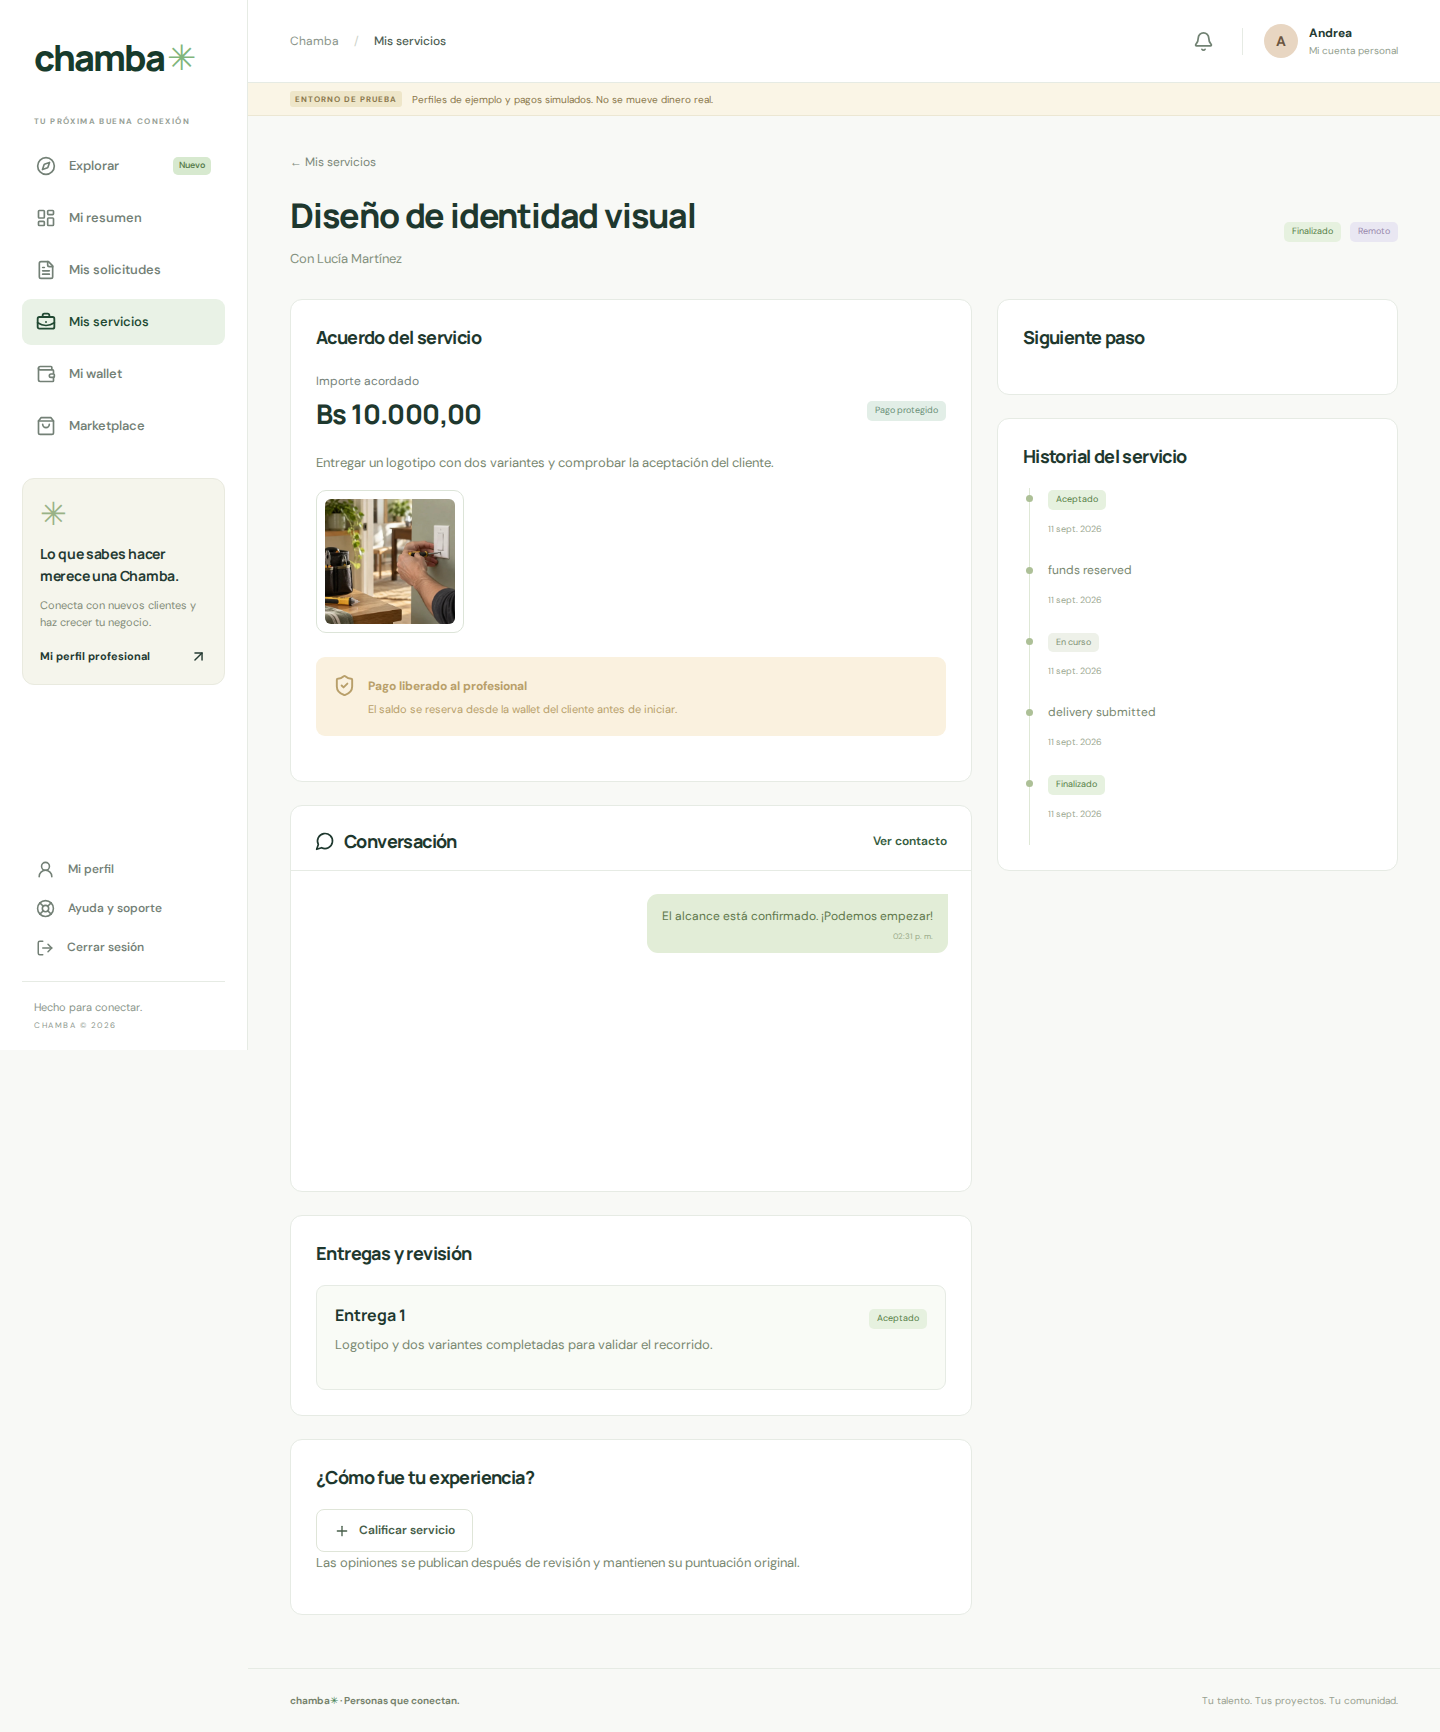 chamba
TU PRÓXIMA BUENA CONEXIÓN
Explorar
Nuevo
Mi resumen
Mis solicitudes
Mis servicios
Mi wallet
Marketplace
Lo que sabes hacer
merece una Chamba.
Conecta con nuevos clientes y
haz crecer tu negocio.
Mi perfil profesional
Mi perfil
Ayuda y soporte
Cerrar sesión
Hecho para conectar.
CHAMBA © 2026
Chamba / Mis servicios
A
Andrea
Mi cuenta personal
ENTORNO DE PRUEBA Perfiles de ejemplo y pagos simulados. No se mueve dinero real.
← Mis servicios
Diseño de identidad visual
Con Lucía Martínez
Finalizado
Remoto
Acuerdo del servicio
Importe acordado
Bs 10.000,00
Pago protegido
Entregar un logotipo con dos variantes y comprobar la aceptación del cliente.
Pago liberado al profesional
El saldo se reserva desde la wallet del cliente antes de iniciar.
Conversación
Ver contacto
El alcance está confirmado. ¡Podemos empezar!
02:31 p. m.
Entregas y revisión
Entrega 1
Aceptado
Logotipo y dos variantes completadas para validar el recorrido.
¿Cómo fue tu experiencia?
+ Calificar servicio
Las opiniones se publican después de revisión y mantienen su puntuación original.
Siguiente paso
Historial del servicio
Aceptado
11 sept. 2026
funds reserved
11 sept. 2026
En curso
11 sept. 2026
delivery submitted
11 sept. 2026
Finalizado
11 sept. 2026
chamba✳ · Personas que conectan.
Tu talento. Tus proyectos. Tu comunidad.